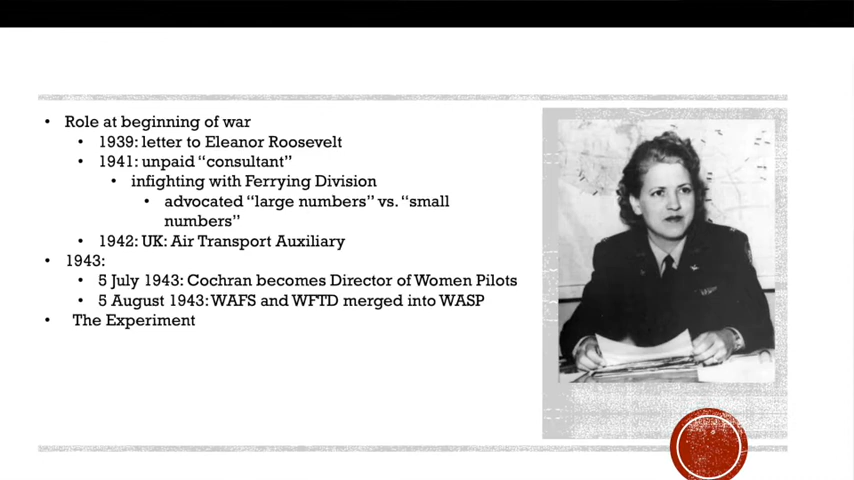 Role at beginning of war
1939: letter to Eleanor Roosevelt
1941: unpaid “consultant”
infighting with Ferrying Division
advocated “large numbers” vs. “small
numbers”
1942: UK: Air Transport Auxiliary
1943:
5 July 1943: Cochran becomes Director of Women Pilots
5 August 1943: WAFS and WFTD merged into WASP
The Experiment